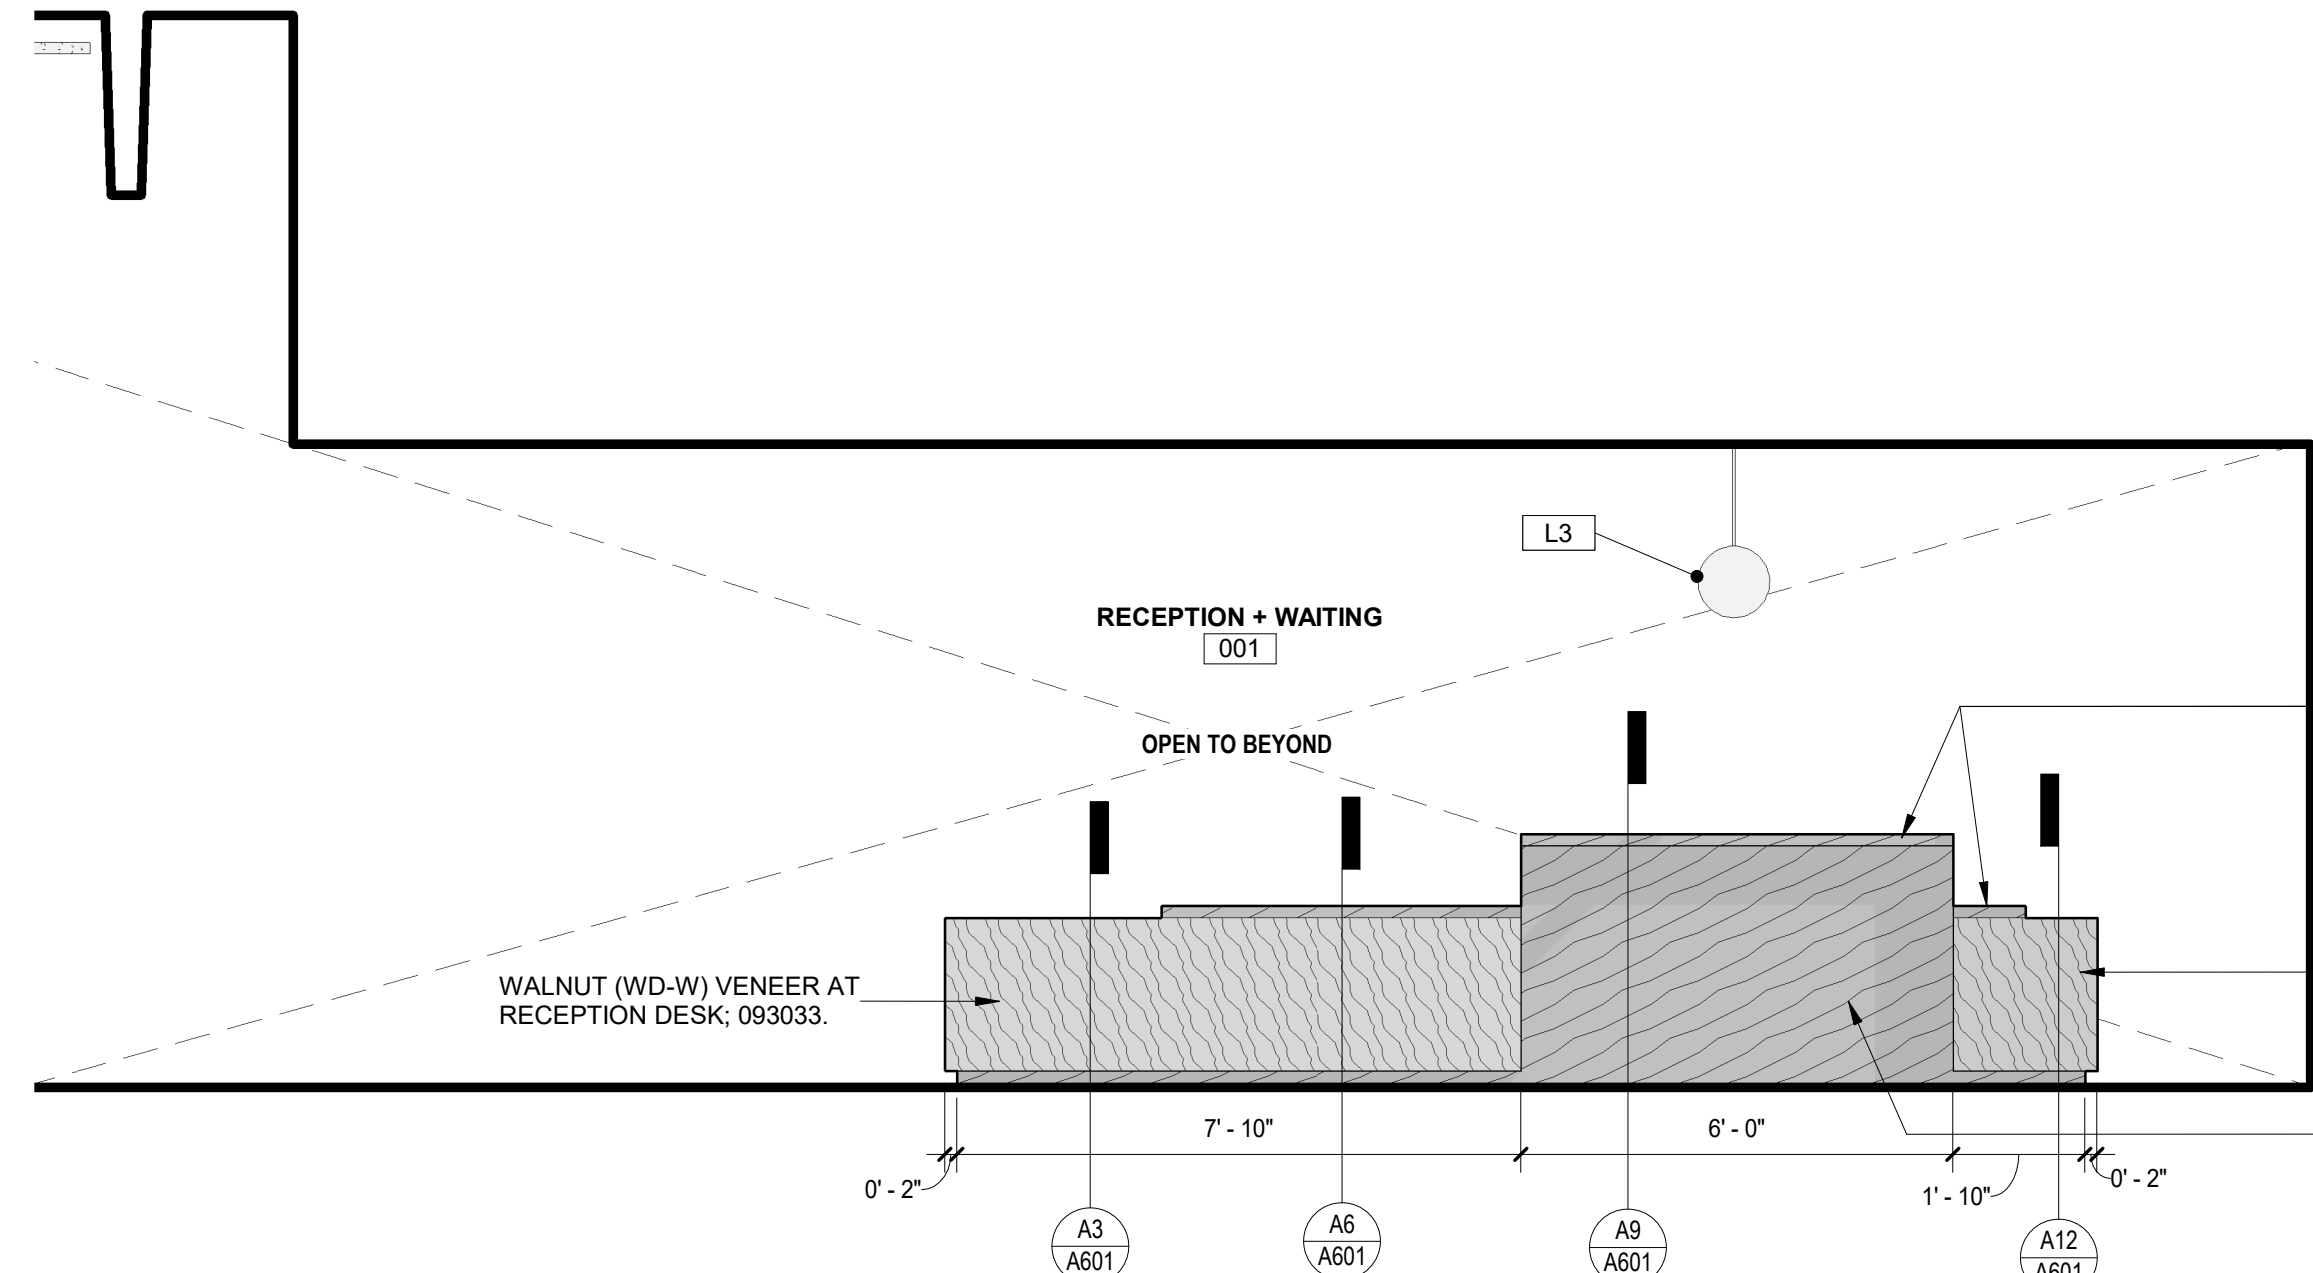 L3
RECEPTION + WAITING
001
OPEN TO BEYOND
WALNUT (WD-W) VENEER AT
RECEPTION DESK; 093033.
7' - 10"
6' - 0"
0' - 2"
1' - 10"
0' - 2"
A3
A601
A6
A601
A9
A601
A12
A601